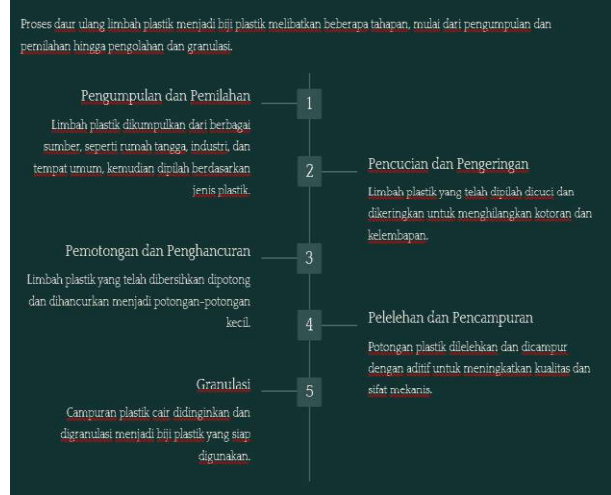 Proses daur ulang limbah plastik menjadi biji plastik melibatkan beberapa tahapan, mulai dari pengumpulan dan
pemilahan hingga pengolahan dan granulasi.
Pengumpulan dan Pemilahan
Limbah plastik dikumpulkan dari berbagai
sumber, seperti rumah tangga, industri, dan
tempat umum, kemudian dipilah berdasarkan
jenis plastik.
1
2
Pencucian dan Pengeringan
Limbah plastik yang telah dipilah dicuci dan
dikeringkan untuk menghilangkan kotoran dan
kelembapan.
Pemotongan dan Penghancuran
Limbah plastik yang telah dibersihkan dipotong
dan dihancurkan menjadi potongan-potongan
kecil.
3
4
Pelelehan dan Pencampuran
Potongan plastik dilelehkan dan dicampur
dengan aditif untuk meningkatkan kualitas dan
sifat mekanis.
Granulasi
Campuran plastik cair didinginkan dan
digranulasi menjadi biji plastik yang siap
digunakan.
5